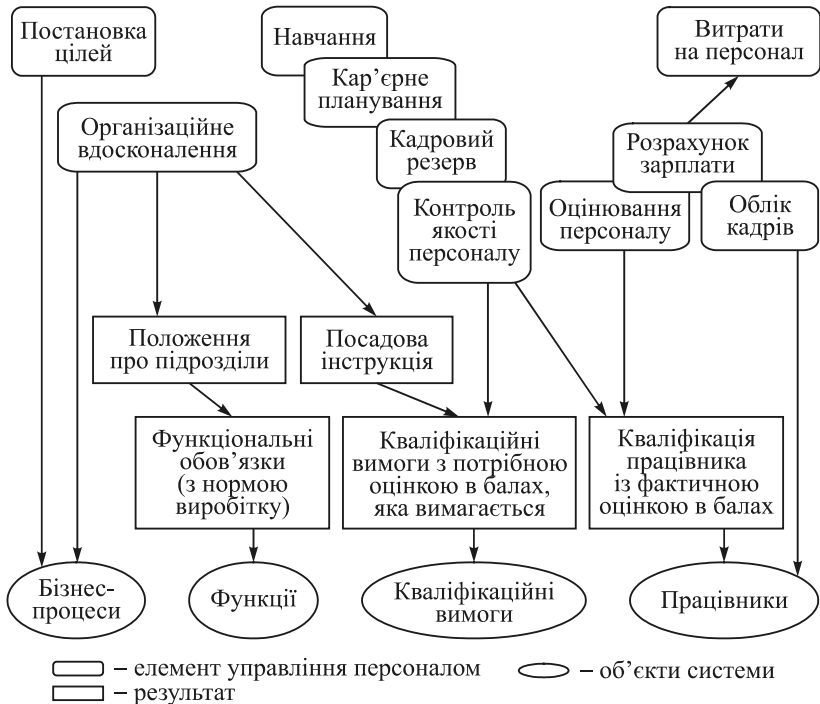 Постановка
цілей
Навчання
Кар’єрне
планування
Витрати
на персонал
Організаційне
вдосконалення
Кадровий
резерв
Розрахунок
зарплати
Контроль
якості
персоналу
Оцінювання
персоналу
Облік
кадрів
Положення
про підрозділи
Посадова
інструкція
Функціональні
обов’язки
(з нормою
виробітку)
Кваліфікаційні
вимоги з потрібною
оцінкою в балах,
яка вимагається
Кваліфікація
працівника
із фактичною
оцінкою в балах
Бізнес-
процеси
Функції
Кваліфікаційні
вимоги
Працівники
– елемент управління персоналом
– об’єкти системи
– результат